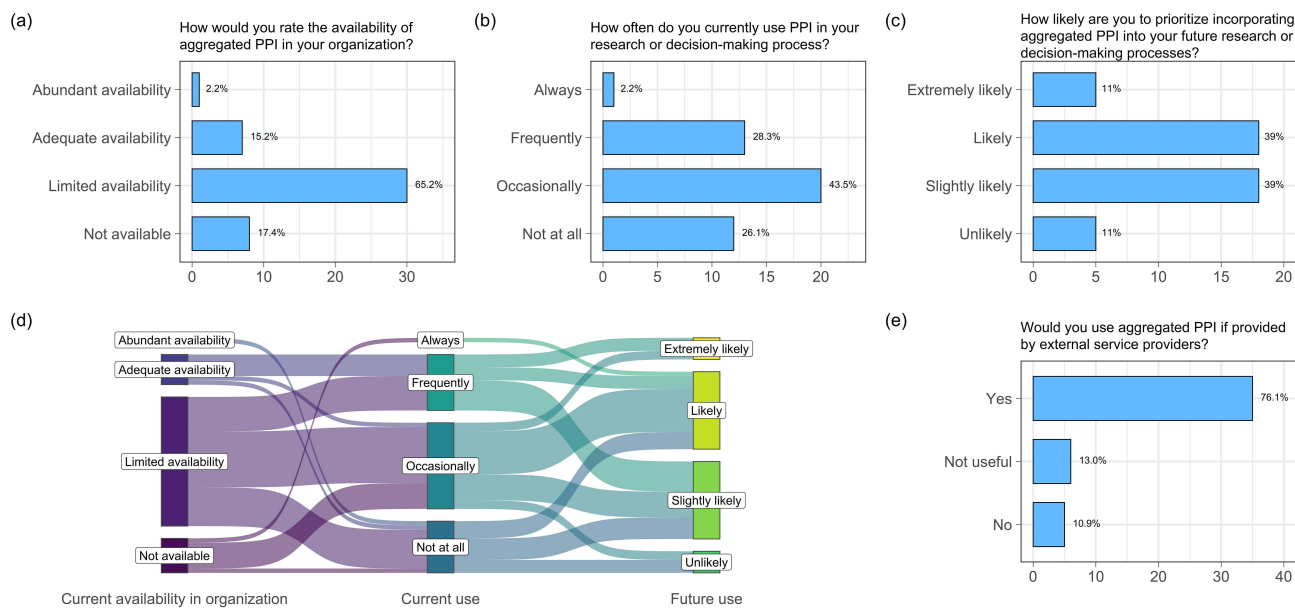 (a)
How would you rate the availability of
aggregated PPI in your organization?
Abundant availability
2.2%
Adequate availability
15.2%
Limited availability
65.2%
Not available
17.4%
0 10 20 30
(b)
How often do you currently use PPI in your
research or decision-making process?
Always
2.2%
Frequently
28.3%
Occasionally
43.5%
Not at all
26.1%
0 5 10 15 20
(c)
How likely are you to prioritize incorporating
aggregated PPI into your future research or
decision-making processes?
Extremely likely
11%
Likely
39%
Slightly likely
39%
Unlikely
11%
0 5 10 15 20
(d)
Abundant availability
Adequate availability
Limited availability
Not available
Always
Frequently
Occasionally
Not at all
Extremely likely
Likely
Slightly likely
Unlikely
Current availability in organization
Current use
Future use
(e)
Would you use aggregated PPI if provided
by external service providers?
Yes
76.1%
Not useful
13.0%
No
10.9%
0 10 20 30 40